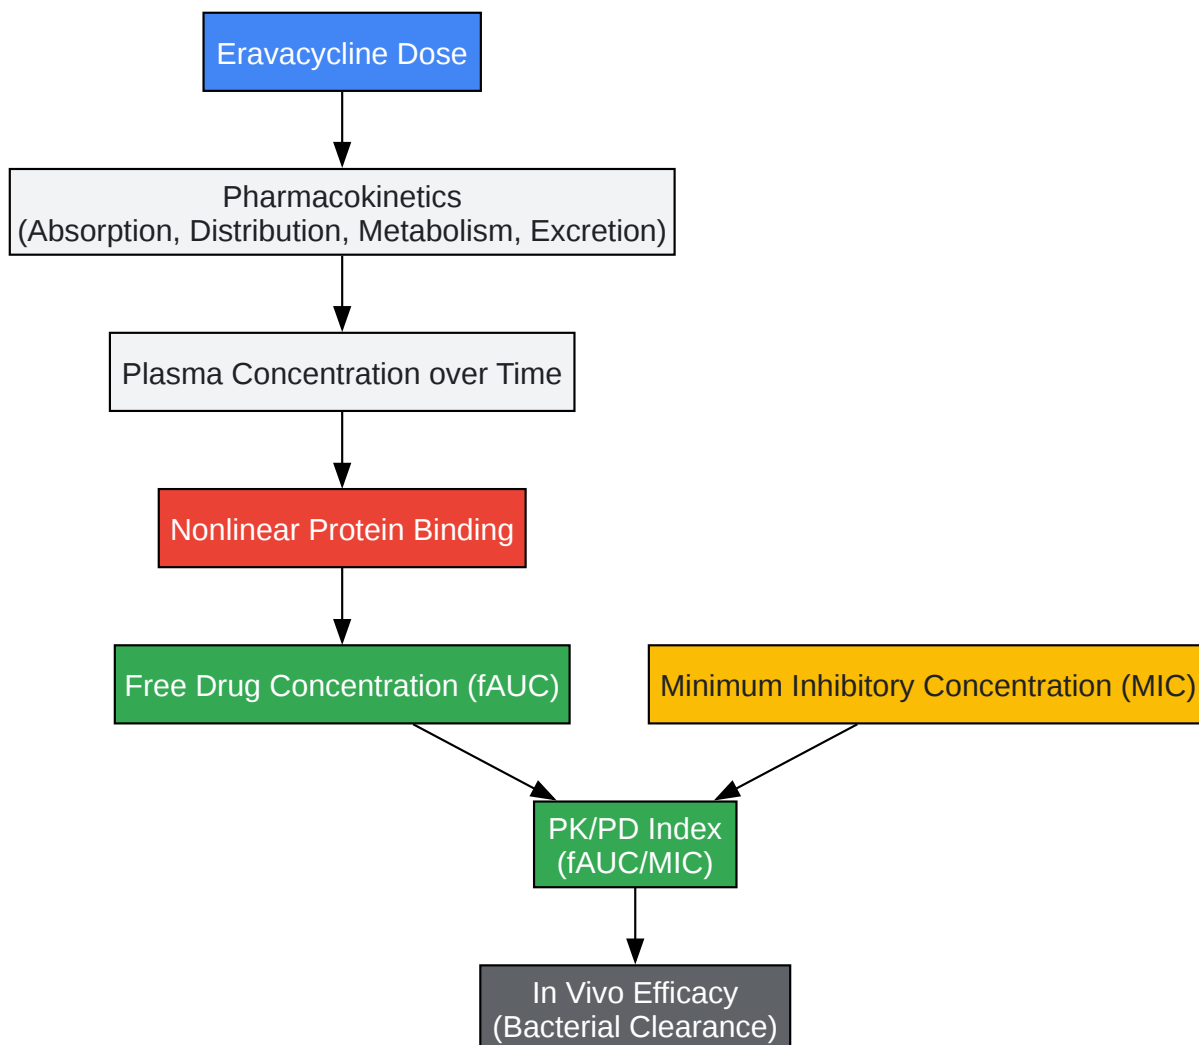 Eravacycline Dose
Pharmacokinetics
(Absorption, Distribution, Metabolism, Excretion)
Plasma Concentration over Time
Nonlinear Protein Binding
Free Drug Concentration (fAUC)
Minimum Inhibitory Concentration (MIC)
PK/PD Index
(fAUC/MIC)
In Vivo Efficacy
(Bacterial Clearance)